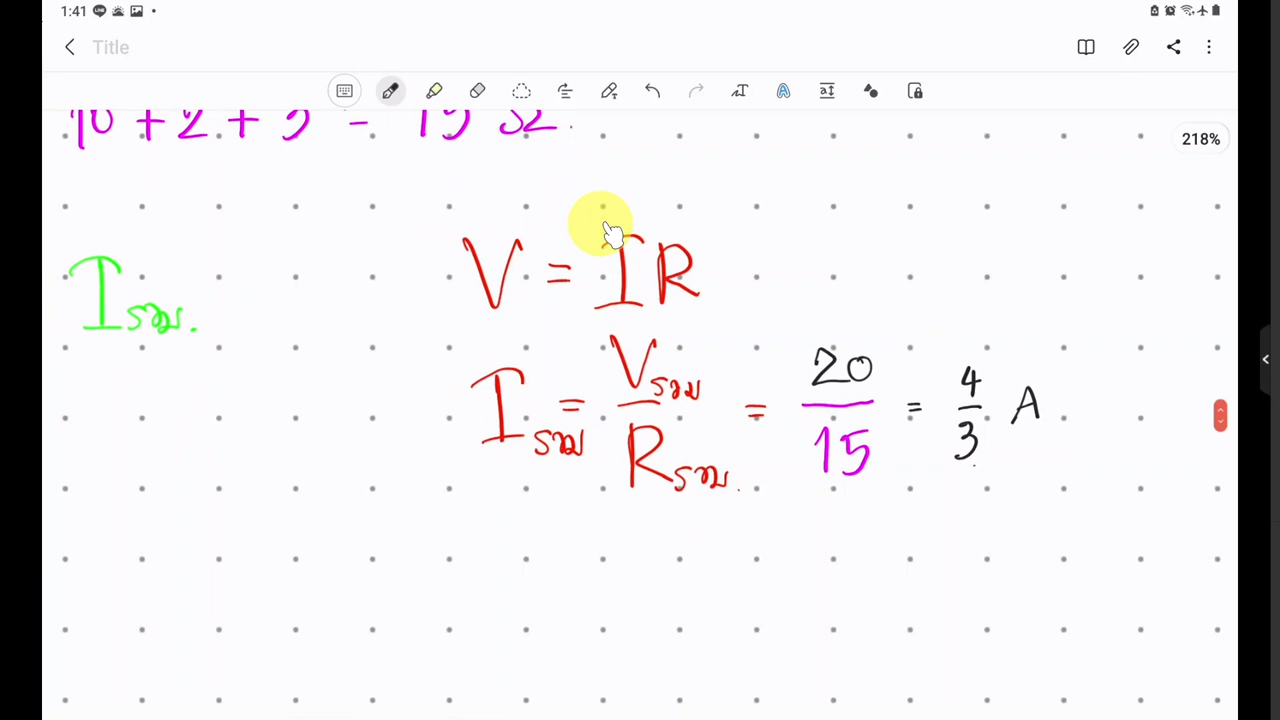 1:41
Title
10 + 2 + 3 = 15 Ω.
218%
V = IR
Iรวม.
Iรวม = Vรวม/Rรวม. = 20/15 = 4/3 A